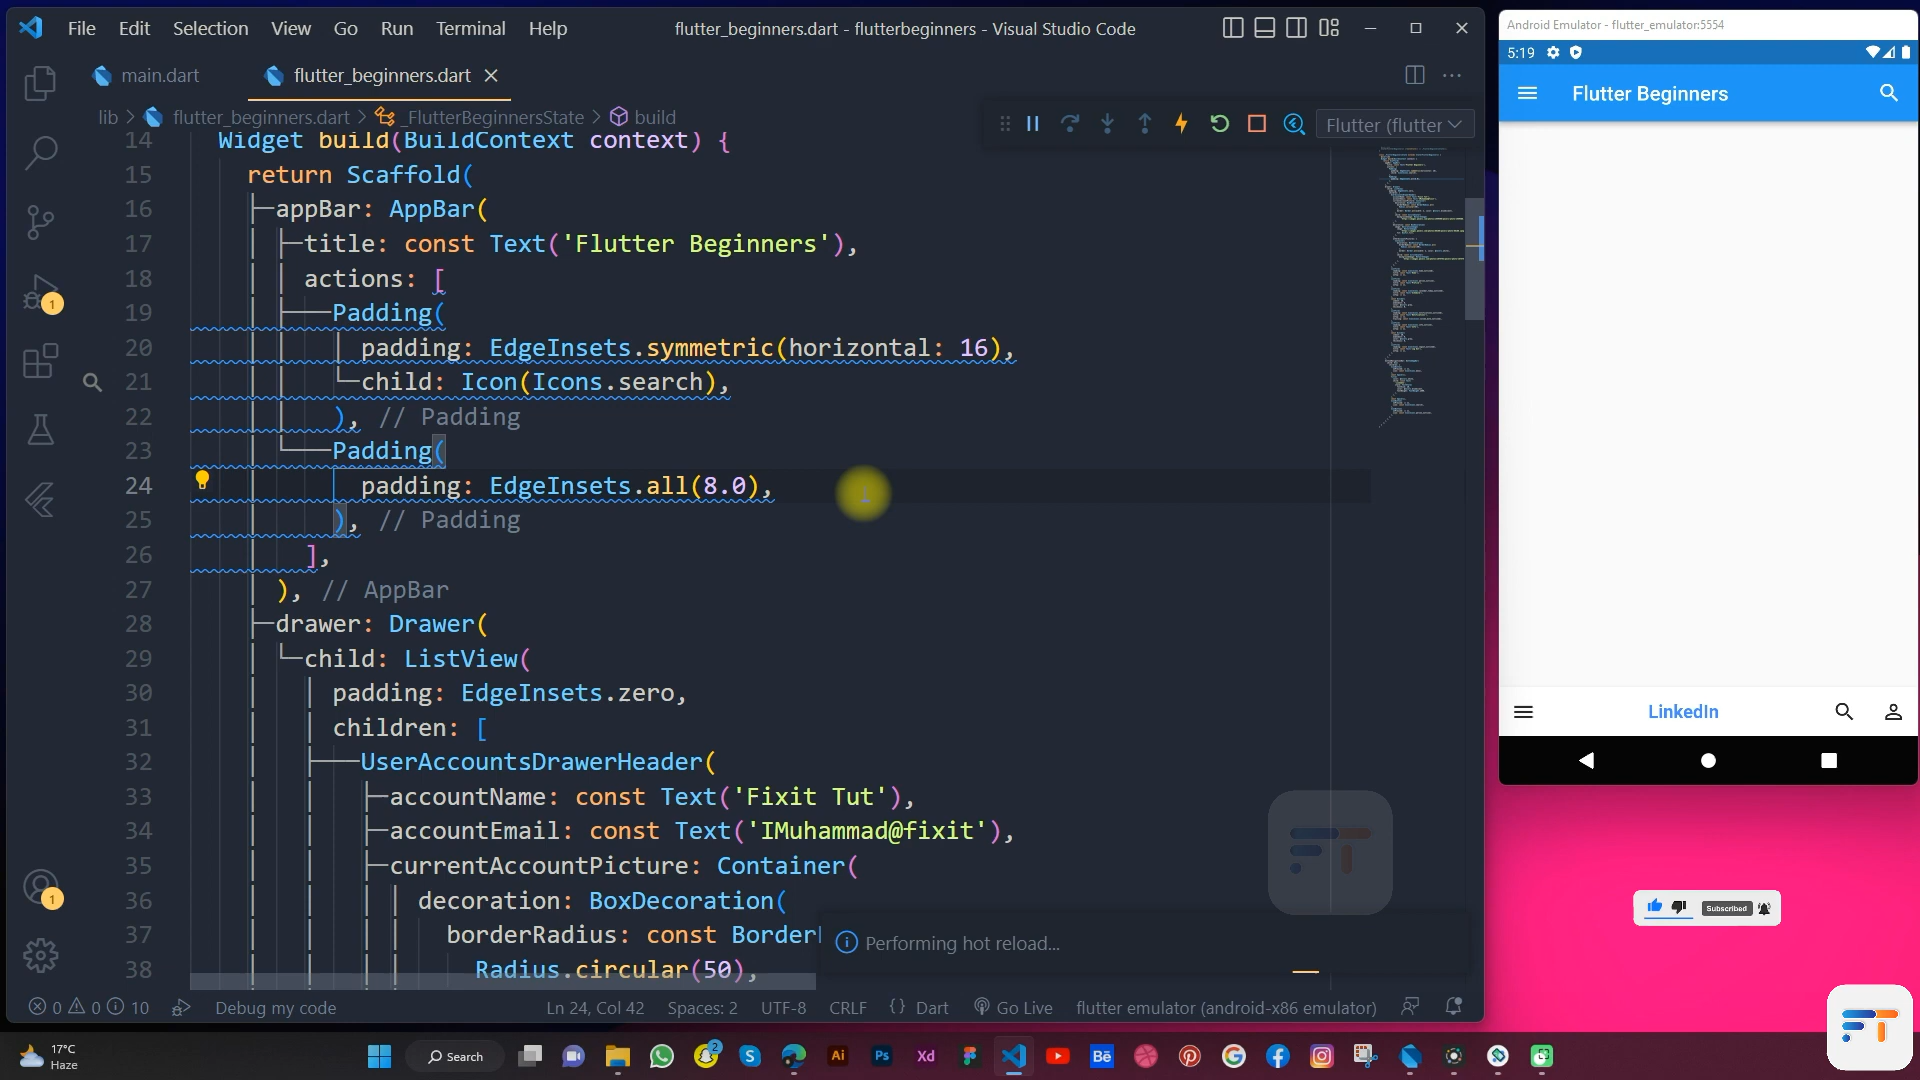 File Edit Selection View Go Run Terminal Help
flutter_beginners.dart - flutterbeginners - Visual Studio Code
main.dart
flutter_beginners.dart
lib > flutter_beginners.dart > _FlutterBeginnersState > build
Flutter (flutter
14 Widget build(BuildContext context) {
15 return Scaffold(
16 appBar: AppBar(
17 title: const Text('Flutter Beginners'),
18 actions: [
19 Padding(
20 padding: EdgeInsets.symmetric(horizontal: 16),
21 child: Icon(Icons.search),
22 ), // Padding
23 Padding(
24 padding: EdgeInsets.all(8.0),
25 ), // Padding
26 ],
27 ), // AppBar
28 drawer: Drawer(
29 child: ListView(
30 padding: EdgeInsets.zero,
31 children: [
32 UserAccountsDrawerHeader(
33 accountName: const Text('Fixit Tut'),
34 accountEmail: const Text('IMuhammad@fixit'),
35 currentAccountPicture: Container(
36 decoration: BoxDecoration(
37 borderRadius: const Border
38 Radius.circular(50),
Performing hot reload...
1
1
0 0 10 Debug my code Ln 24, Col 42 Spaces: 2 UTF-8 CRLF {} Dart Go Live flutter emulator (android-x86 emulator)
Android Emulator - flutter_emulator:5554
5:19
Flutter Beginners
LinkedIn
Subscribed
17°C
Haze
Search
2
Ai
Ps
Xd
Bē